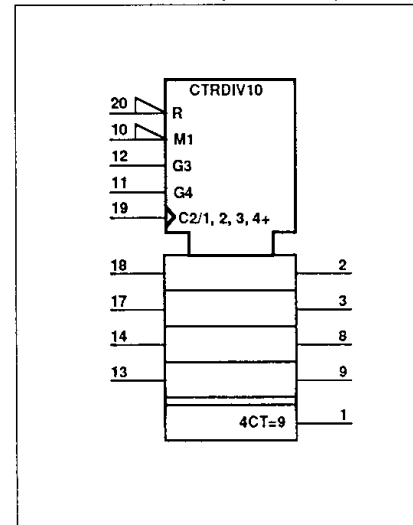 CTRDIV10
20 R
10 M1
12 G3
11 G4
19 C2/1, 2, 3, 4+
18 2
17 3
14 8
13 9
4CT=9 1